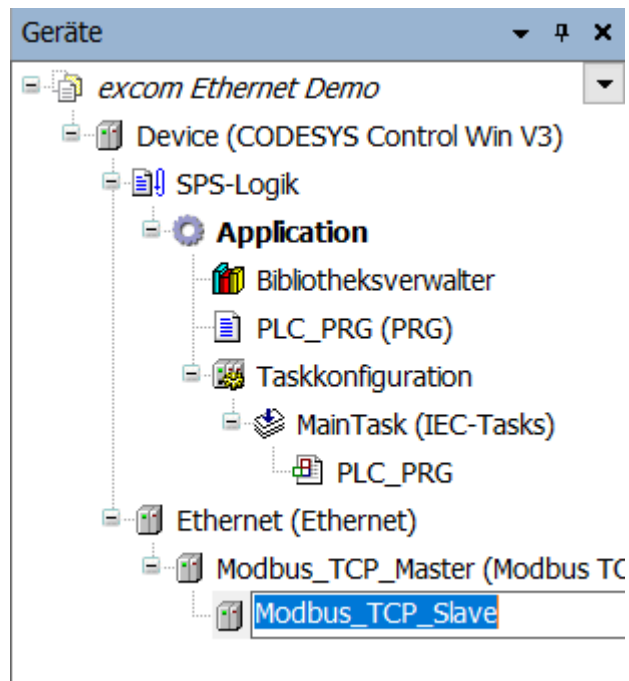 Geräte
excom Ethernet Demo
Device (CODESYS Control Win V3)
SPS-Logik
Application
Bibliotheksverwalter
PLC_PRG (PRG)
Taskkonfiguration
MainTask (IEC-Tasks)
PLC_PRG
Ethernet (Ethernet)
Modbus_TCP_Master (Modbus TC
Modbus_TCP_Slave